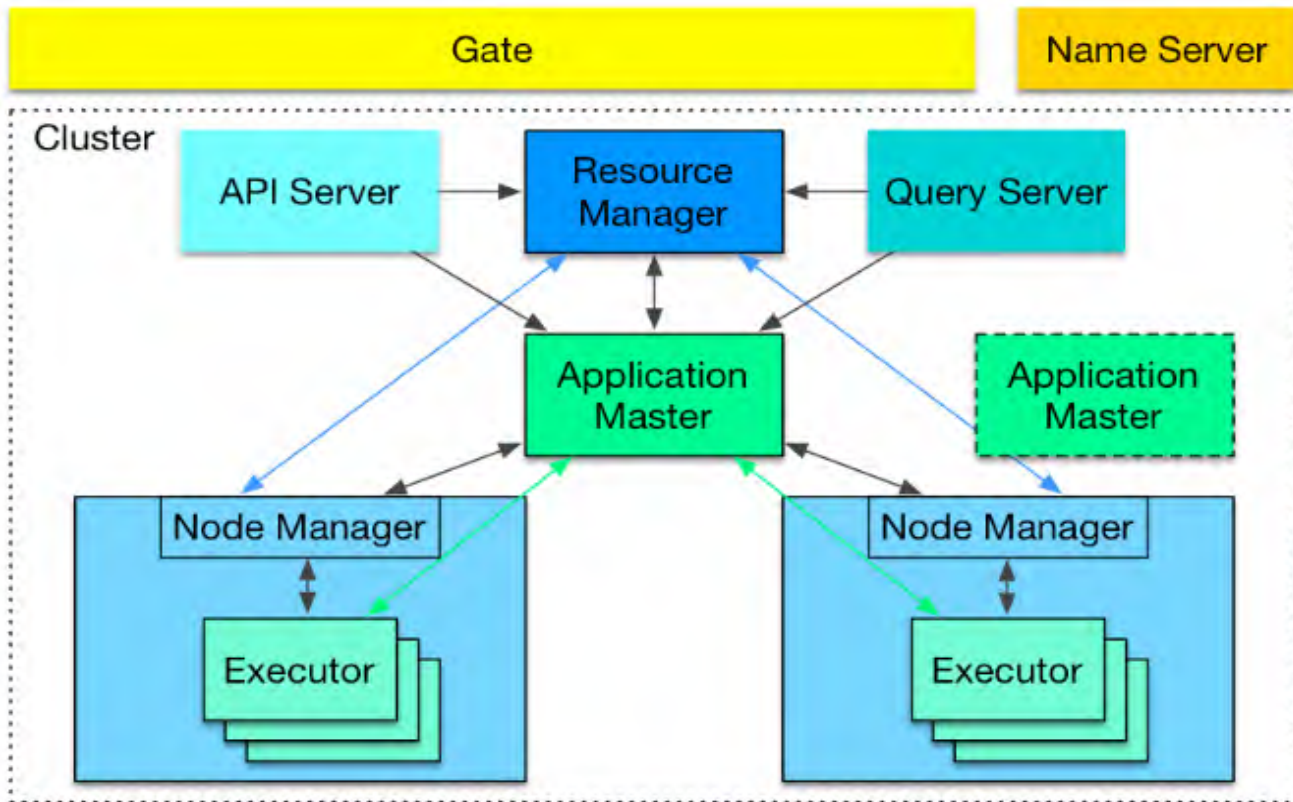 Gate
Name Server
Cluster
API Server
Resource
Manager
Query Server
Application
Master
Application
Master
Node Manager
Node Manager
Executor
Executor